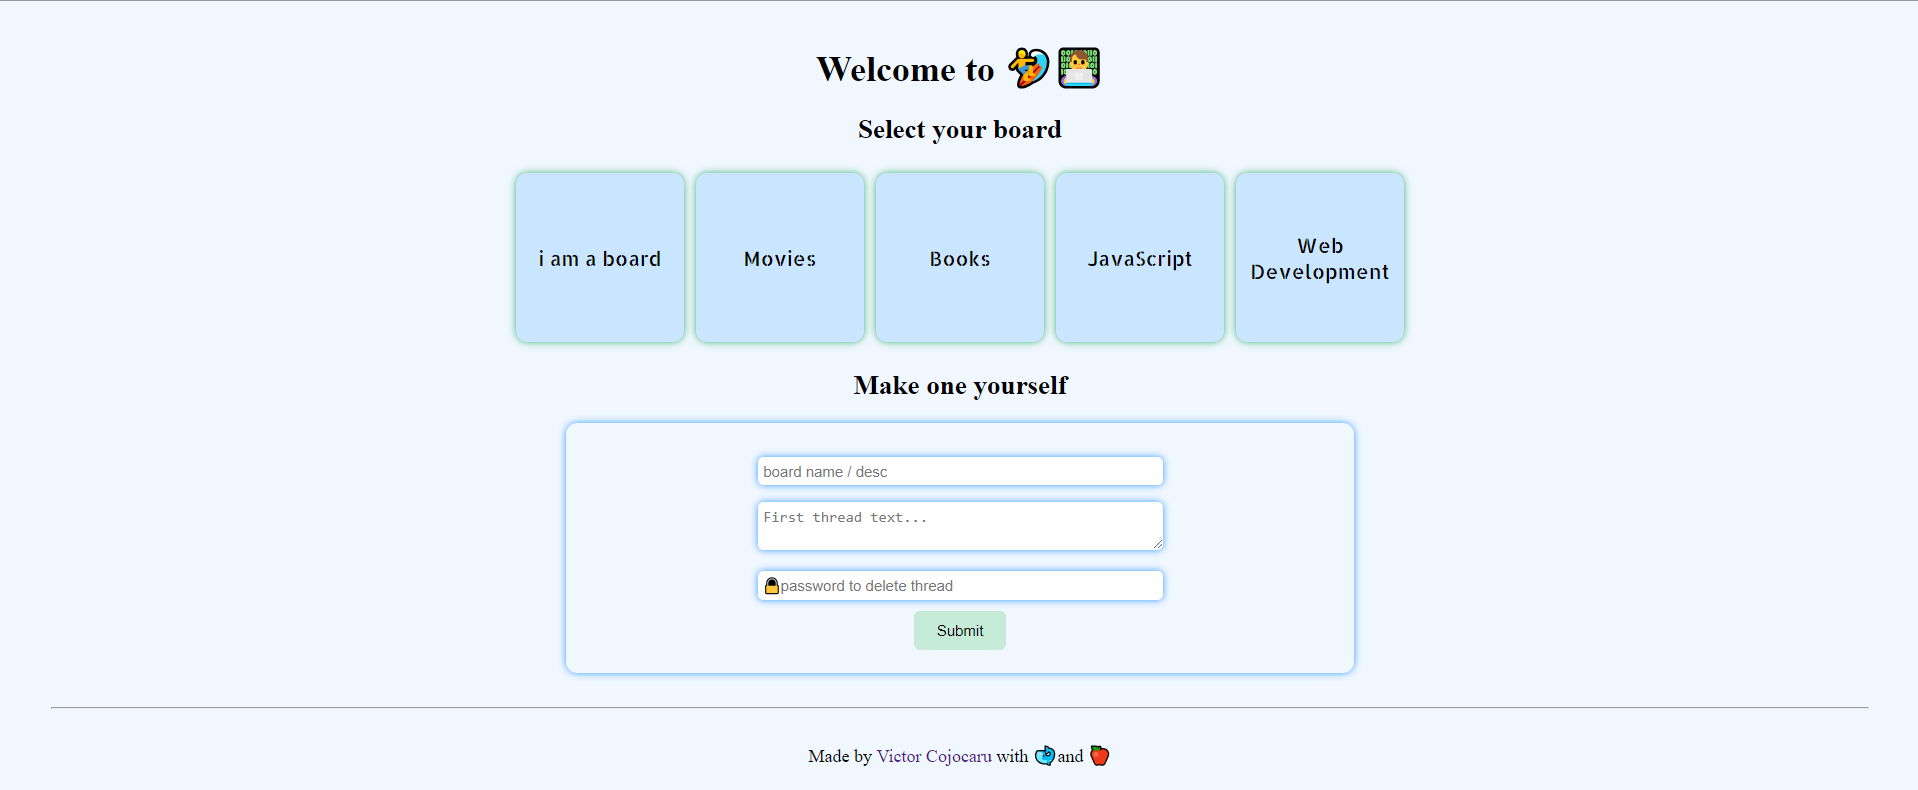 Welcome to
Select your board
i am a board
Movies
Books
JavaScript
Web
Development
Make one yourself
board name / desc
First thread text...
password to delete thread
Submit
Made by Victor Cojocaru with and